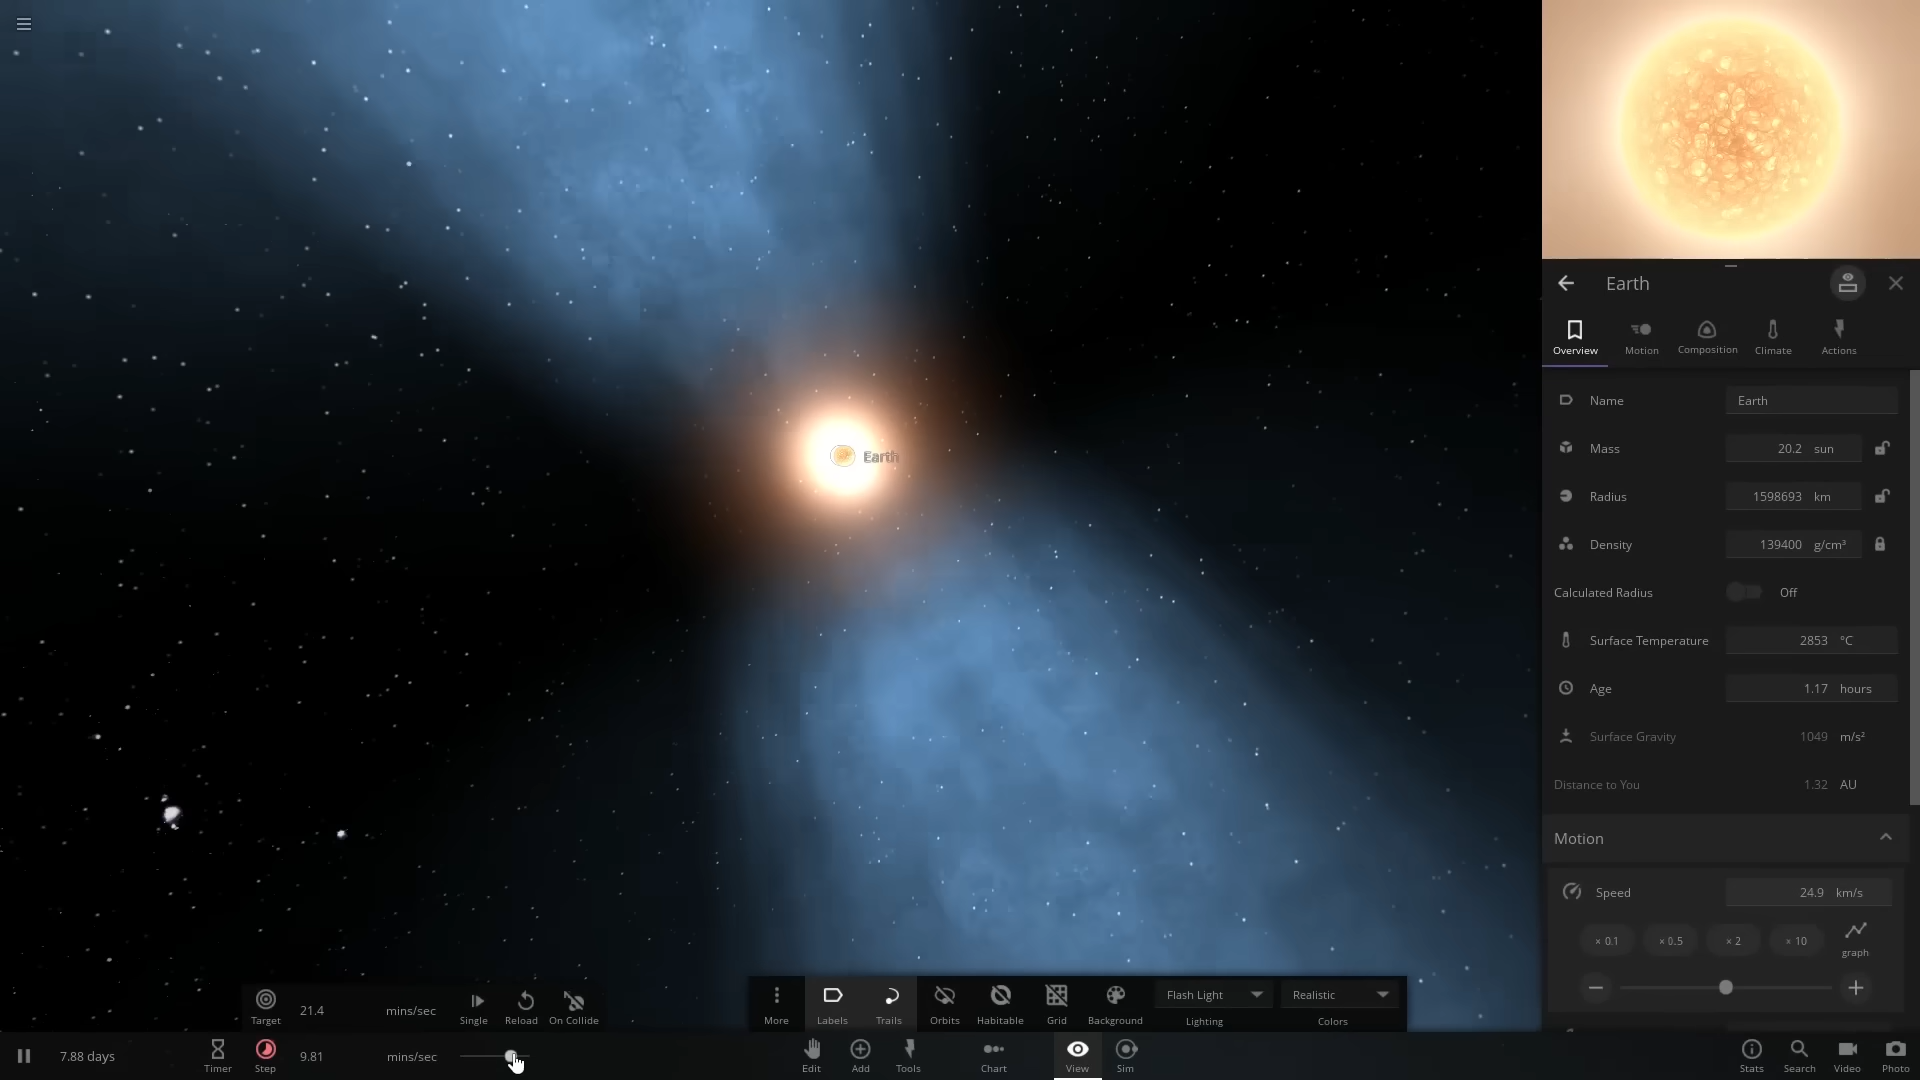 Earth
Earth
Overview
Motion
Composition
Climate
Actions
Name Earth
Mass 20.2 sun
Radius 1598693 km
Density 139400 g/cm³
Calculated Radius Off
Surface Temperature 2853 °C
Age 1.17 hours
Surface Gravity 1049 m/s²
Distance to You 1.32 AU
Motion
Speed 24.9 km/s
× 0.1 × 0.5 × 2 × 10
graph
21.4 mins/sec
Target Single Reload On Collide
Flash Light Realistic
More Labels Trails Orbits Habitable Grid Background Lighting Colors
7.88 days 9.81 mins/sec
Timer Step Edit Add Tools Chart View Sim Stats Search Video Photo